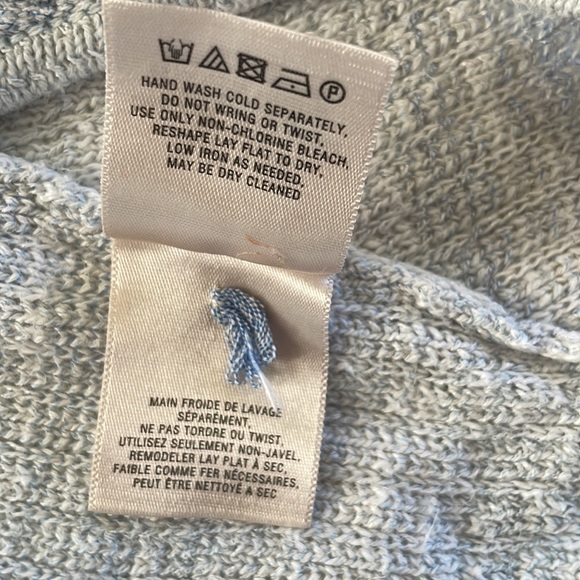 P
HAND WASH COLD SEPARATELY,
DO NOT WRING OR TWIST,
USE ONLY NON-CHLORINE BLEACH,
RESHAPE LAY FLAT TO DRY,
LOW IRON AS NEEDED,
MAY BE DRY CLEANED
MAIN FROIDE DE LAVAGE
SÉPARÉMENT,
NE PAS TORDRE OU TWIST,
UTILISEZ SEULEMENT NON-JAVEL,
REMODELER LAY PLAT À SEC,
FAIBLE COMME FER NÉCESSAIRES,
PEUT ÊTRE NETTOYÉ A SEC